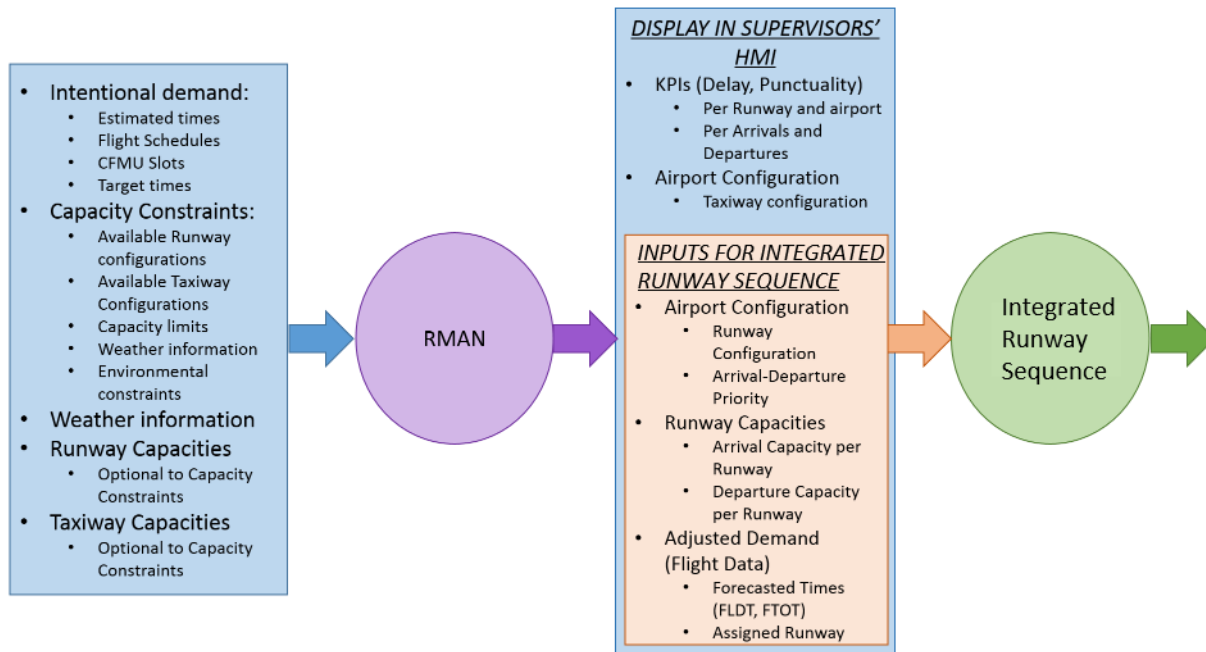 • Intentional demand:
• Estimated times
• Flight Schedules
• CFMU Slots
• Target times
• Capacity Constraints:
• Available Runway
configurations
• Available Taxiway
Configurations
• Capacity limits
• Weather information
• Environmental
constraints
• Weather information
• Runway Capacities
• Optional to Capacity
Constraints
• Taxiway Capacities
• Optional to Capacity
Constraints
RMAN
DISPLAY IN SUPERVISORS’
HMI
• KPIs (Delay, Punctuality)
• Per Runway and airport
• Per Arrivals and
Departures
• Airport Configuration
• Taxiway configuration
INPUTS FOR INTEGRATED
RUNWAY SEQUENCE
• Airport Configuration
• Runway
Configuration
• Arrival-Departure
Priority
• Runway Capacities
• Arrival Capacity per
Runway
• Departure Capacity
per Runway
• Adjusted Demand
(Flight Data)
• Forecasted Times
(FLDT, FTOT)
• Assigned Runway
Integrated
Runway
Sequence